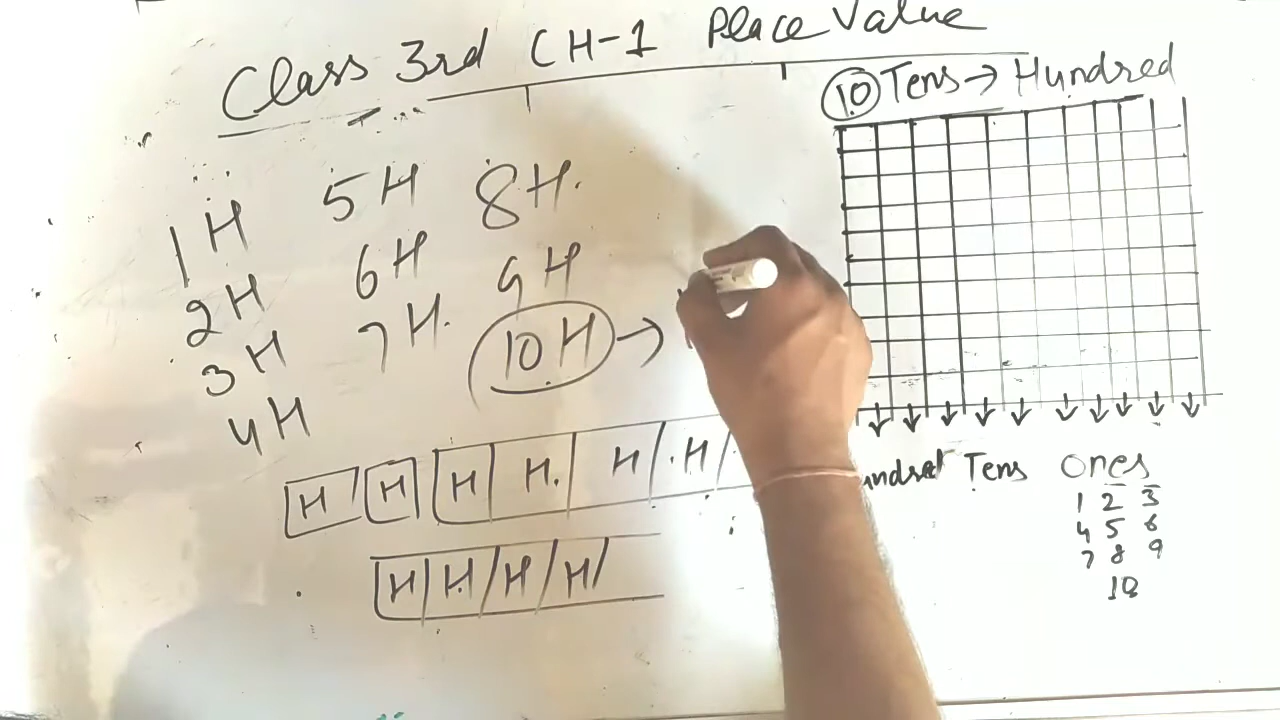 Class 3rd CH-1 Place Value
10 Tens → Hundred
1H 5H 8H.
2H 6H 9H
3H 7H.
4H 10H →
H H H H. H .H
H H H H
Tens Ones
1 2 3
4 5 6
7 8 9
10